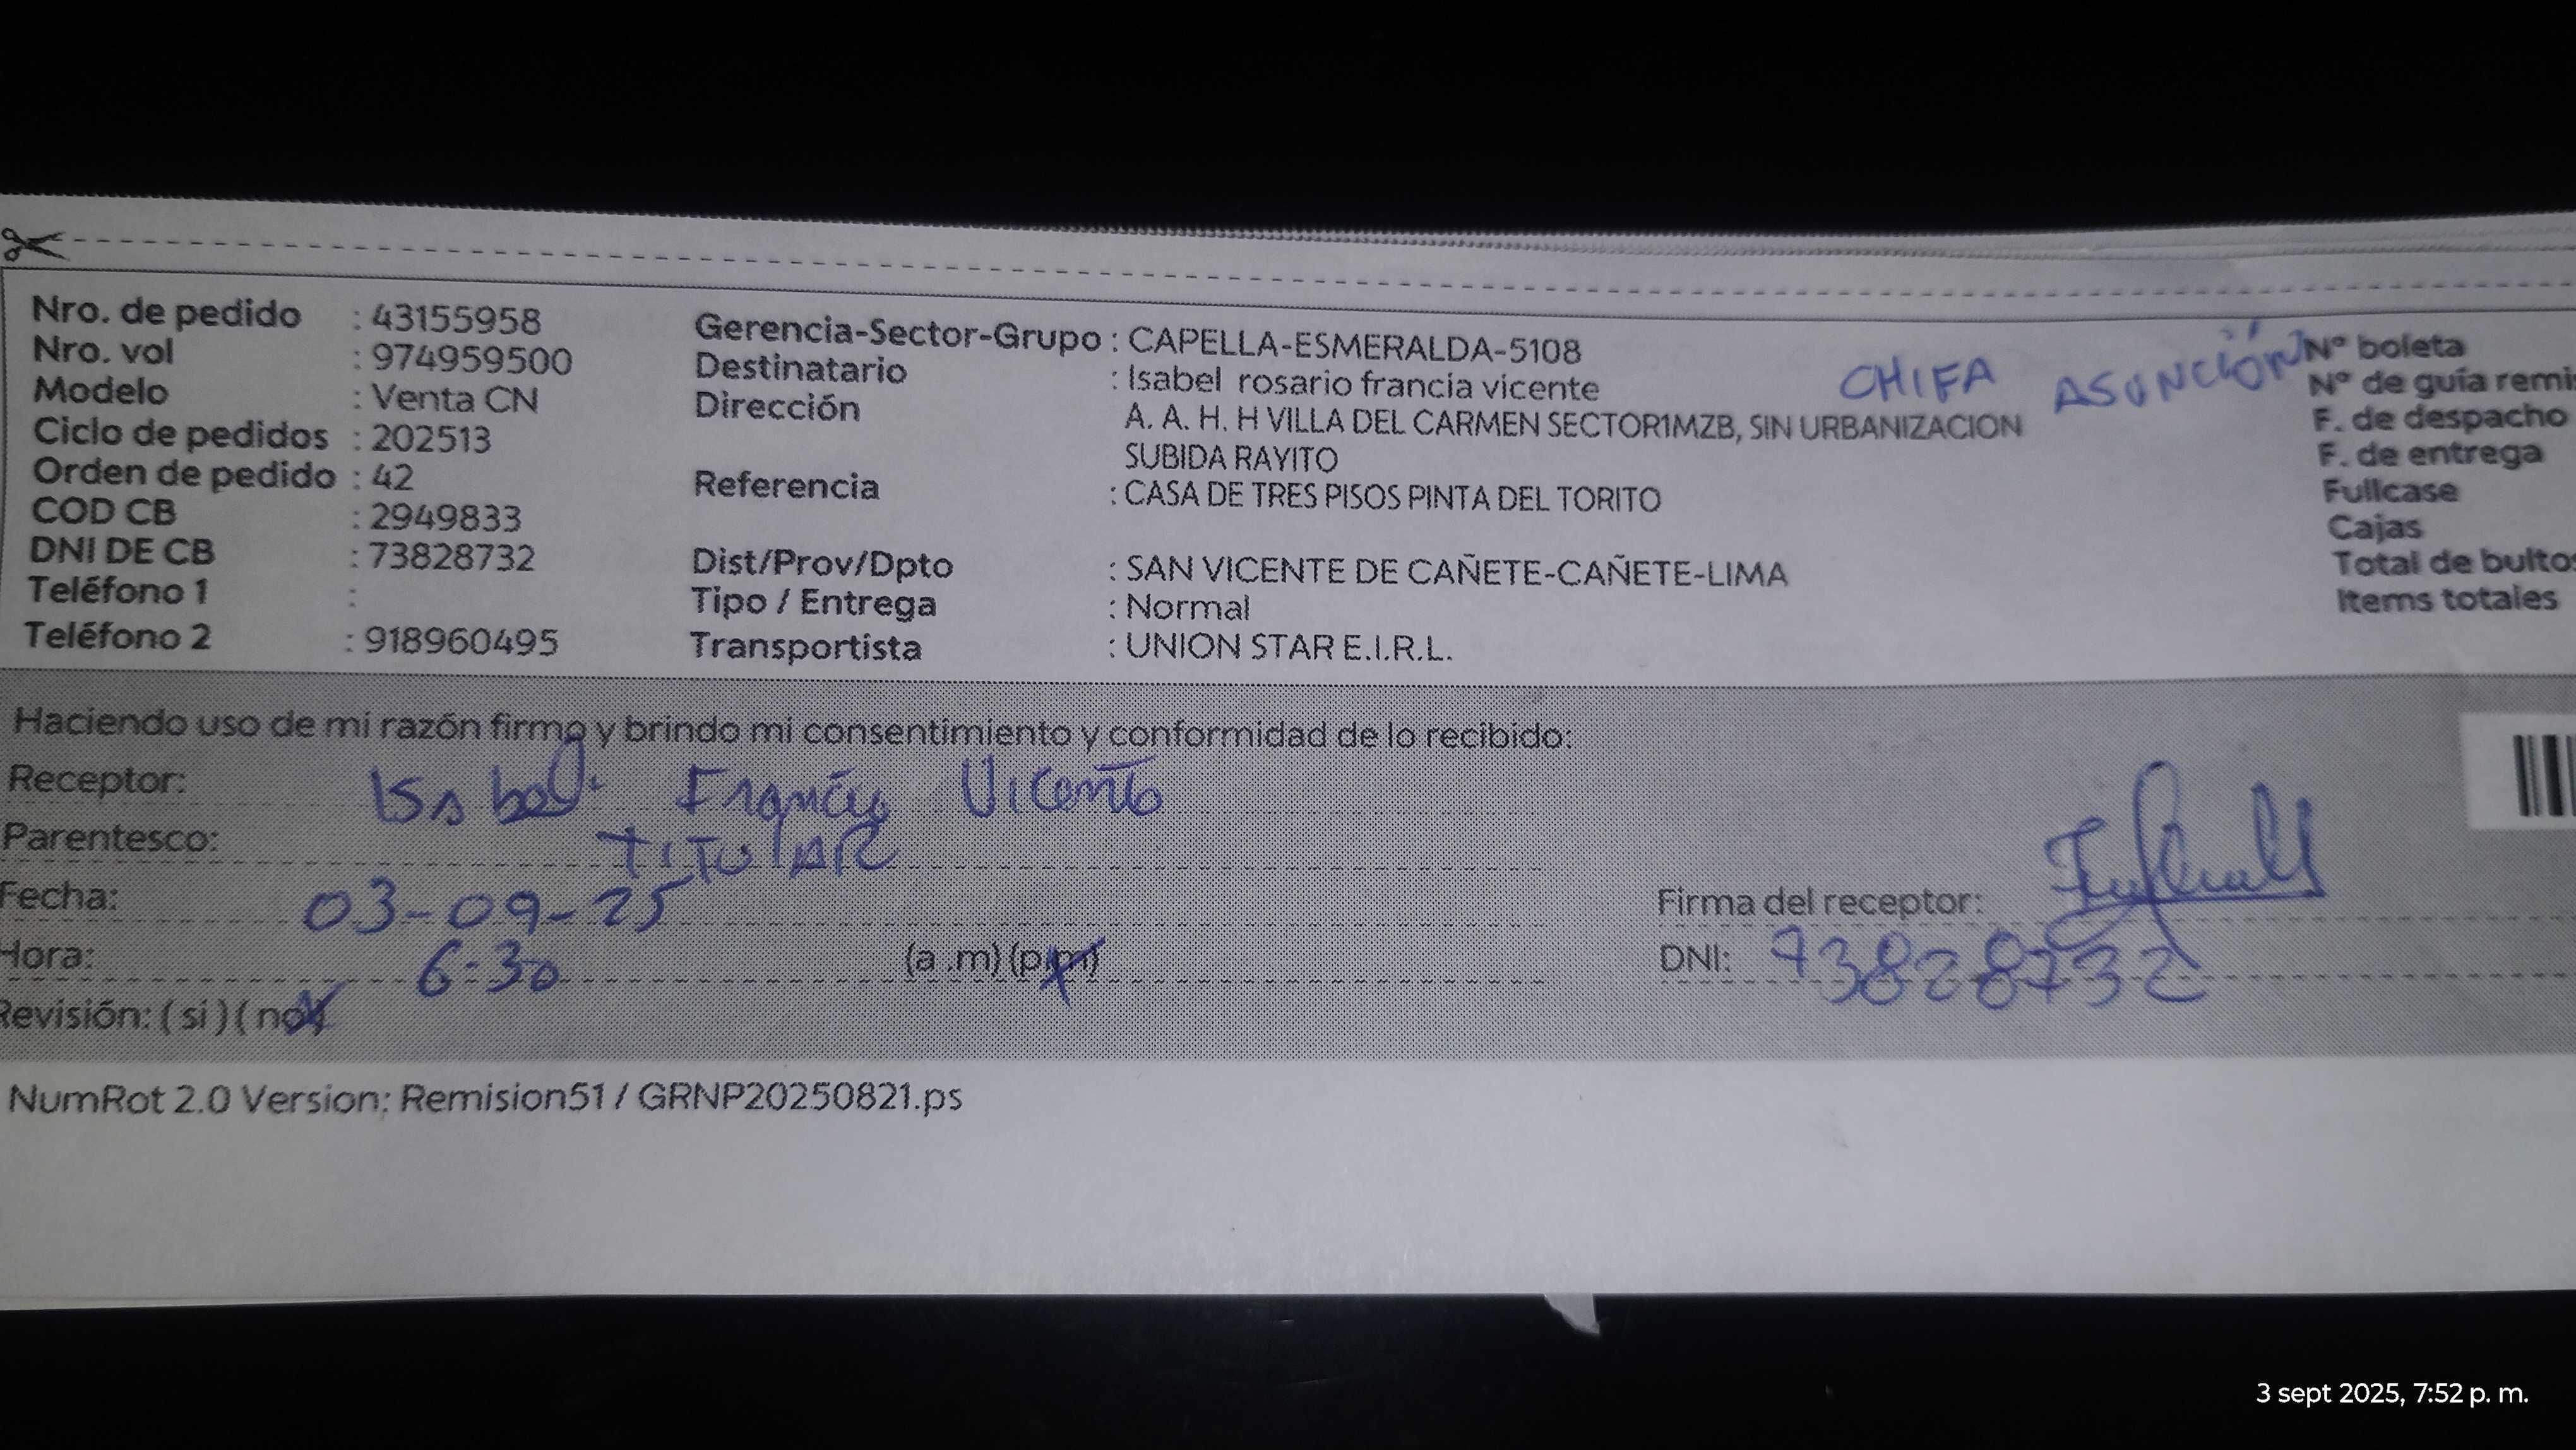 Nro. de pedido : 43155958
Nro. vol : 974959500
Modelo : Venta CN
Ciclo de pedidos : 202513
Orden de pedido : 42
COD CB : 2949833
DNI DE CB : 73828732
Teléfono 1 :
Teléfono 2 : 918960495
Gerencia-Sector-Grupo : CAPELLA-ESMERALDA-5108
Destinatario : Isabel rosario francia vicente
Dirección A. A. H. H VILLA DEL CARMEN SECTOR1MZB, SIN URBANIZACION
SUBIDA RAYITO
Referencia : CASA DE TRES PISOS PINTA DEL TORITO
Dist/Prov/Dpto : SAN VICENTE DE CAÑETE-CAÑETE-LIMA
Tipo / Entrega : Normal
Transportista : UNION STAR E.I.R.L.
CHIFA ASUNCIÓN
N° boleta
N° de guía remi
F. de despacho
F. de entrega
Fullcase
Cajas
Total de bultos
Items totales
Haciendo uso de mi razón firmo y brindo mi consentimiento y conformidad de lo recibido:
Receptor: Isabel Francia Vicente
Parentesco: TITULAR
Fecha: 03-09-25
Hora: 6:30 (a .m) (p.m)
Revisión: ( si ) ( no )
Firma del receptor:
DNI: 73828732
NumRot 2.0 Version: Remision51 / GRNP20250821.ps
3 sept 2025, 7:52 p. m.